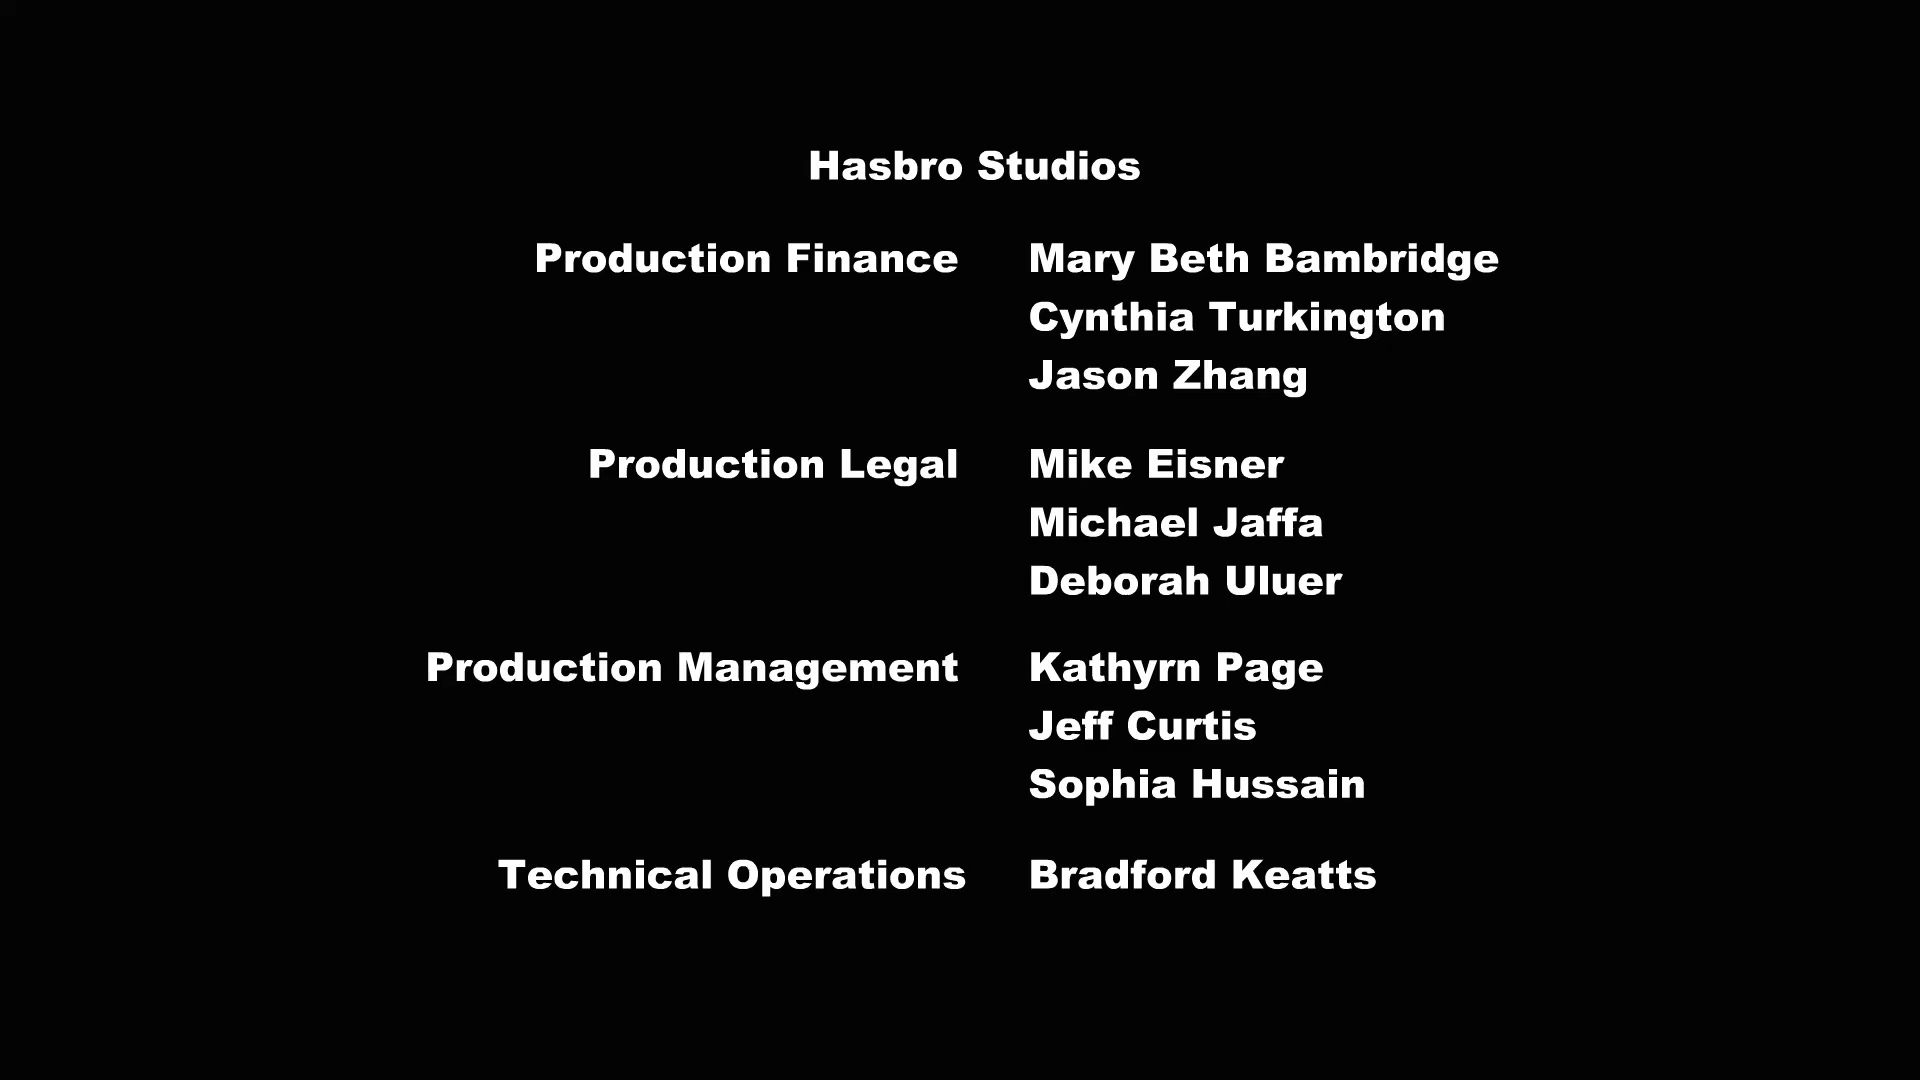 Hasbro Studios
Production Finance Mary Beth Bambridge
Cynthia Turkington
Jason Zhang
Production Legal Mike Eisner
Michael Jaffa
Deborah Uluer
Production Management Kathyrn Page
Jeff Curtis
Sophia Hussain
Technical Operations Bradford Keatts